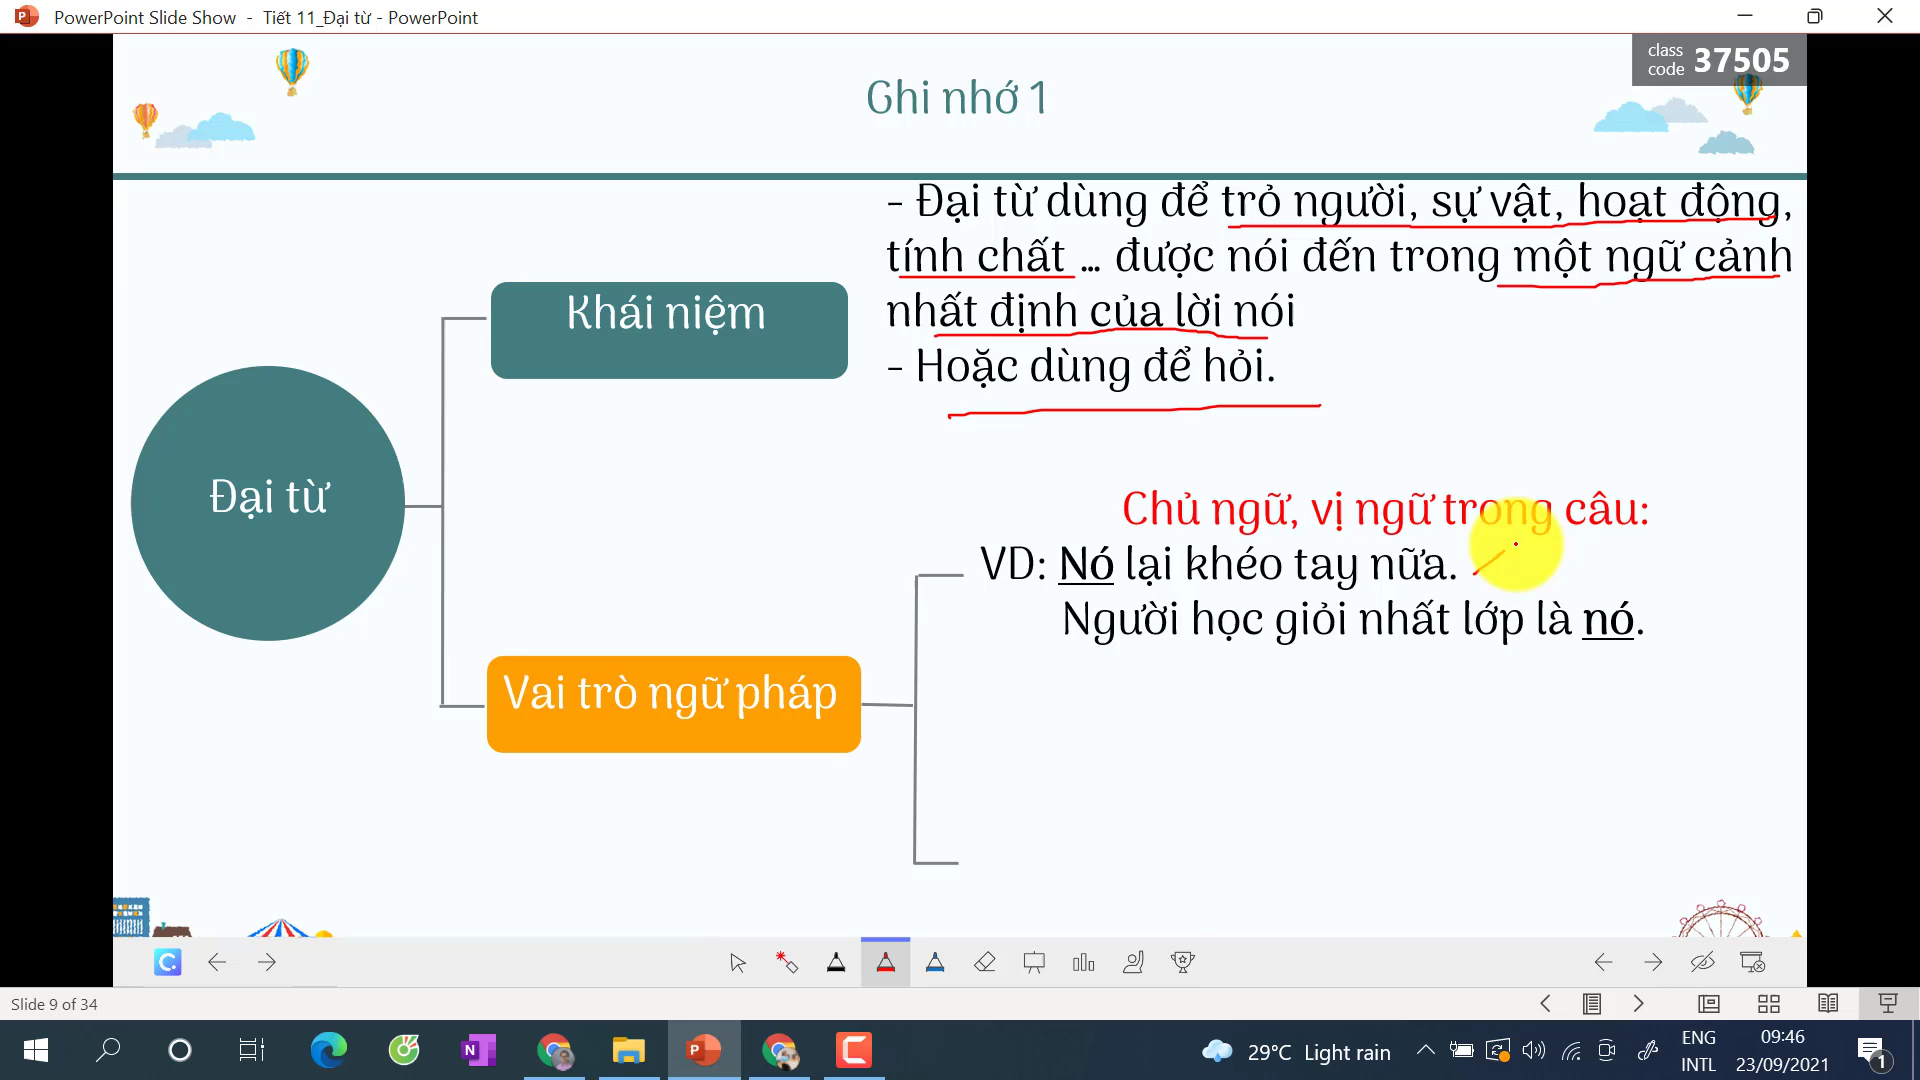 PowerPoint Slide Show - Tiết 11_Đại từ - PowerPoint
class code 37505
Ghi nhớ 1
- Đại từ dùng để trỏ người, sự vật, hoạt động,
tính chất ... được nói đến trong một ngữ cảnh
nhất định của lời nói
- Hoặc dùng để hỏi.
Khái niệm
Đại từ
Chủ ngữ, vị ngữ trong câu:
VD: Nó lại khéo tay nữa.
Người học giỏi nhất lớp là nó.
Vai trò ngữ pháp
Slide 9 of 34
29°C Light rain
ENG
INTL
09:46
23/09/2021
1